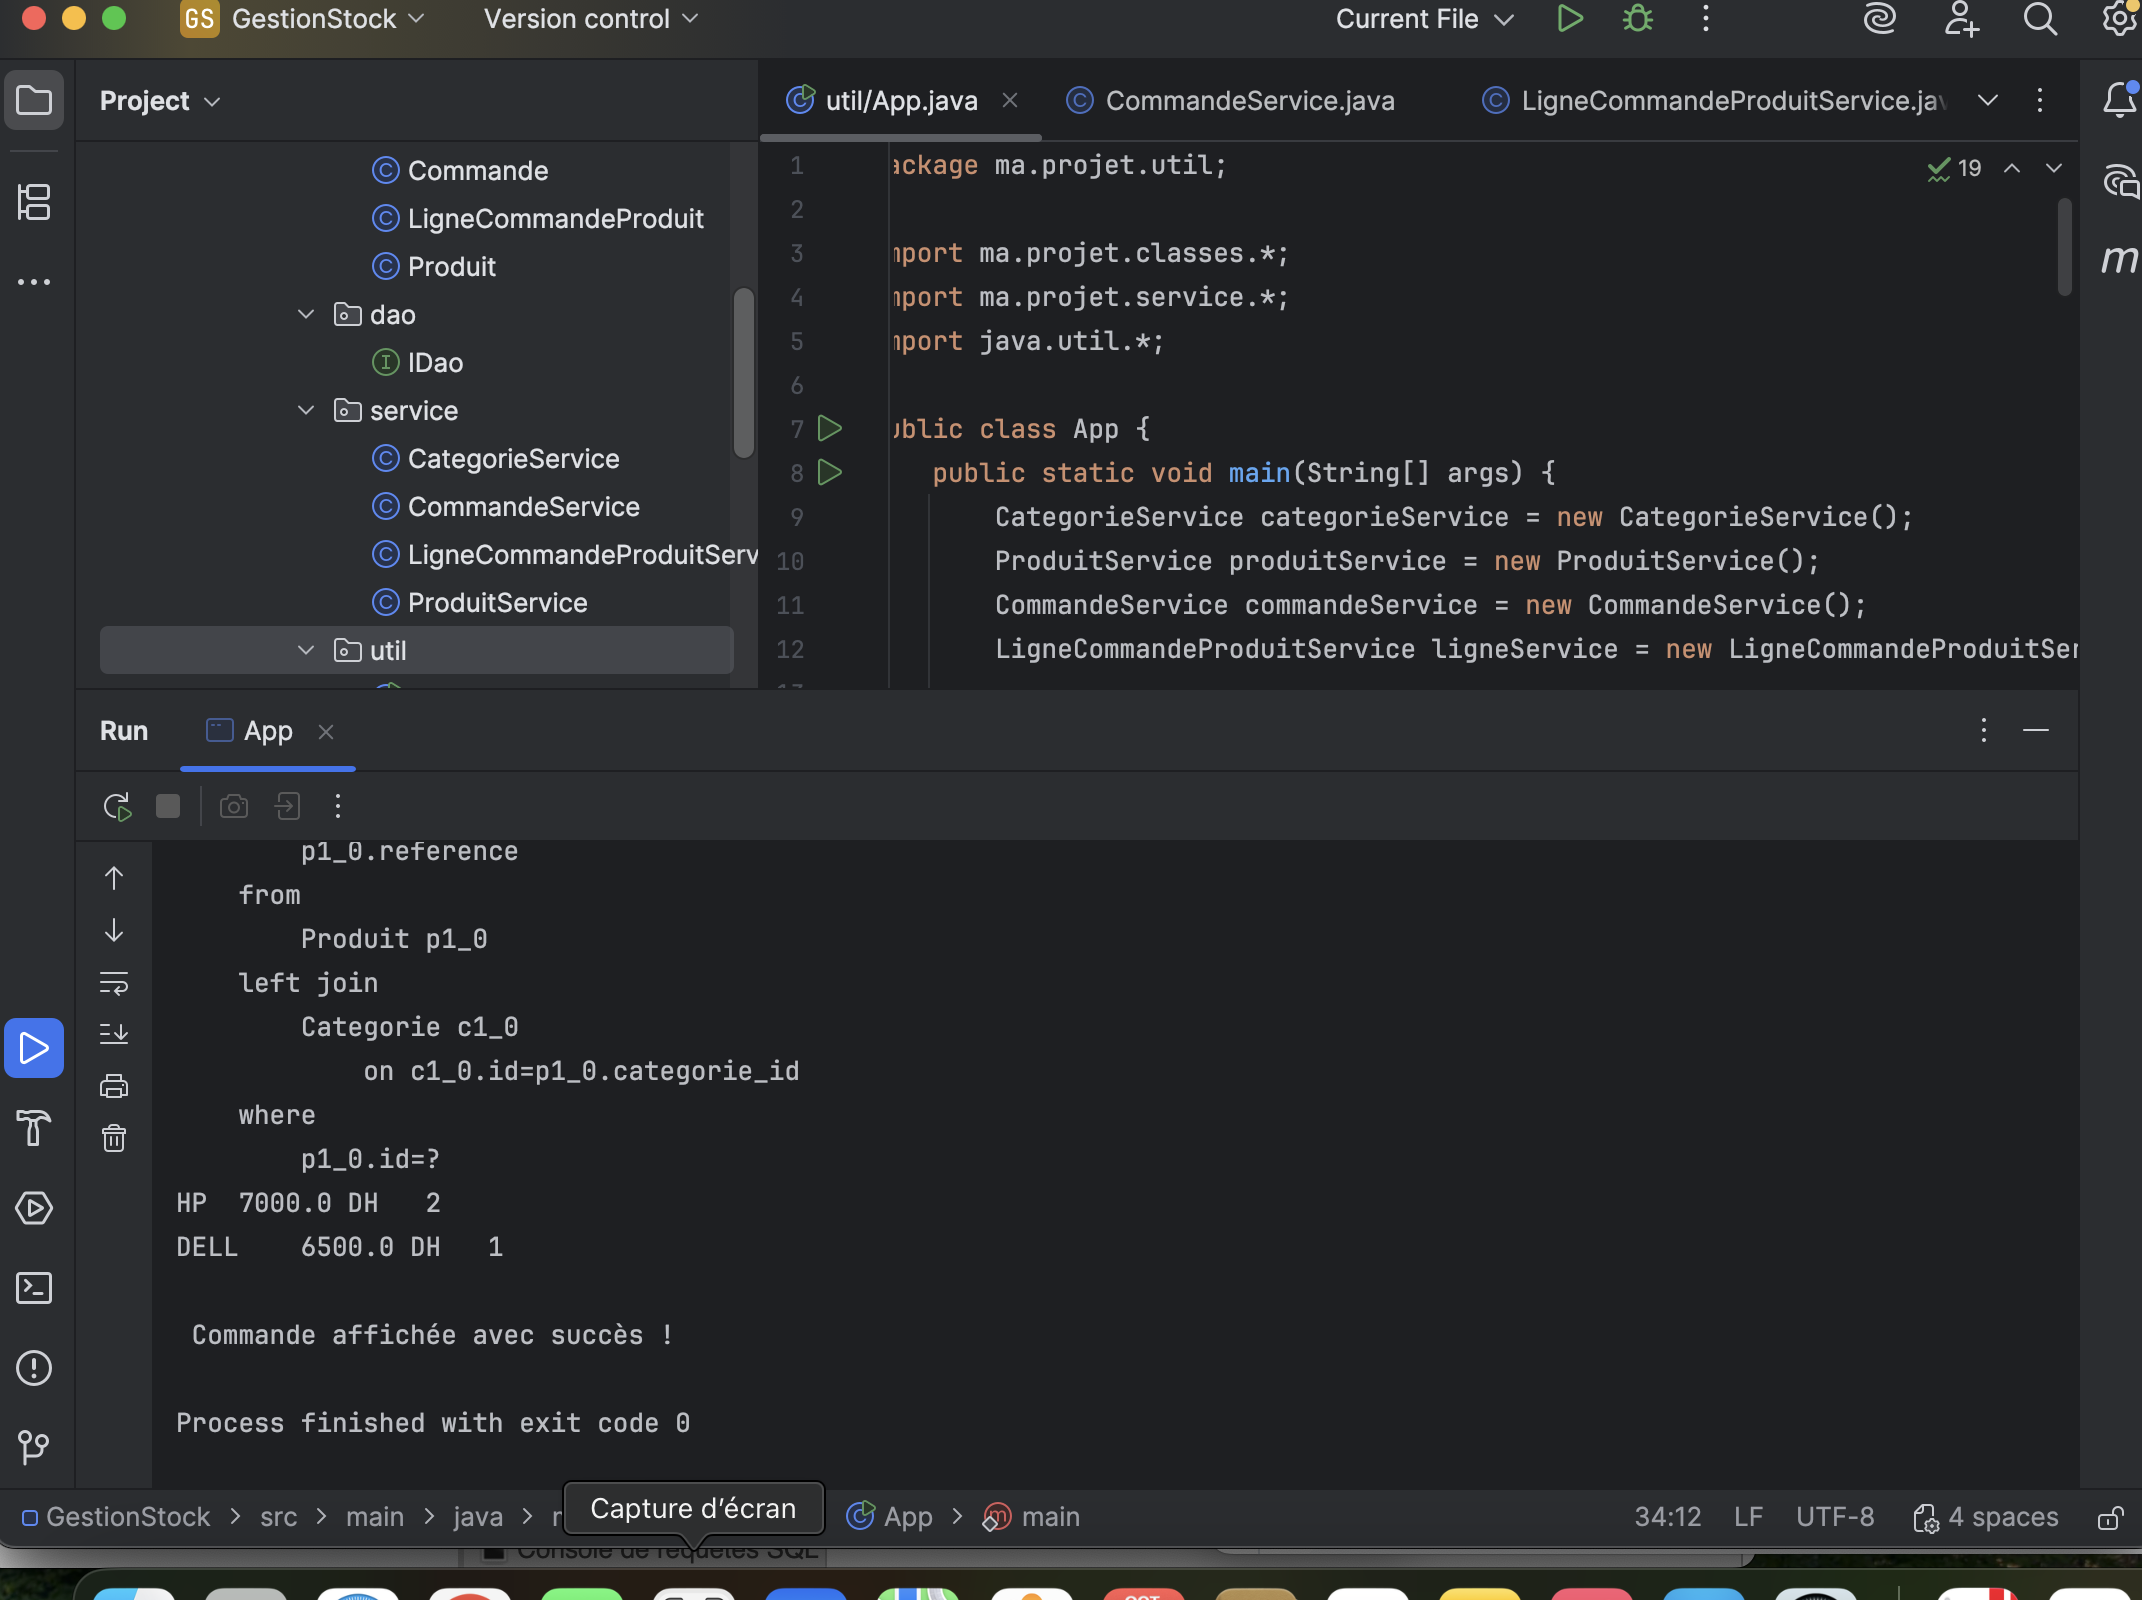 GS GestionStock Version control Current File
Project
util/App.java CommandeService.java LigneCommandeProduitService.jav
Commande
LigneCommandeProduit
Produit
dao
IDao
service
CategorieService
CommandeService
LigneCommandeProduitServ
ProduitService
util
19
1 ackage ma.projet.util;
2
3 mport ma.projet.classes.*;
4 mport ma.projet.service.*;
5 mport java.util.*;
6
7 ublic class App {
8 public static void main(String[] args) {
9 CategorieService categorieService = new CategorieService();
10 ProduitService produitService = new ProduitService();
11 CommandeService commandeService = new CommandeService();
12 LigneCommandeProduitService ligneService = new LigneCommandeProduitSer
m
Run App
p1_0.reference
from
Produit p1_0
left join
Categorie c1_0
on c1_0.id=p1_0.categorie_id
where
p1_0.id=?
HP 7000.0 DH 2
DELL 6500.0 DH 1
Commande affichée avec succès !
Process finished with exit code 0
GestionStock > src > main > java > App > main 34:12 LF UTF-8 4 spaces
Capture d’écran
Console de requêtes SQL